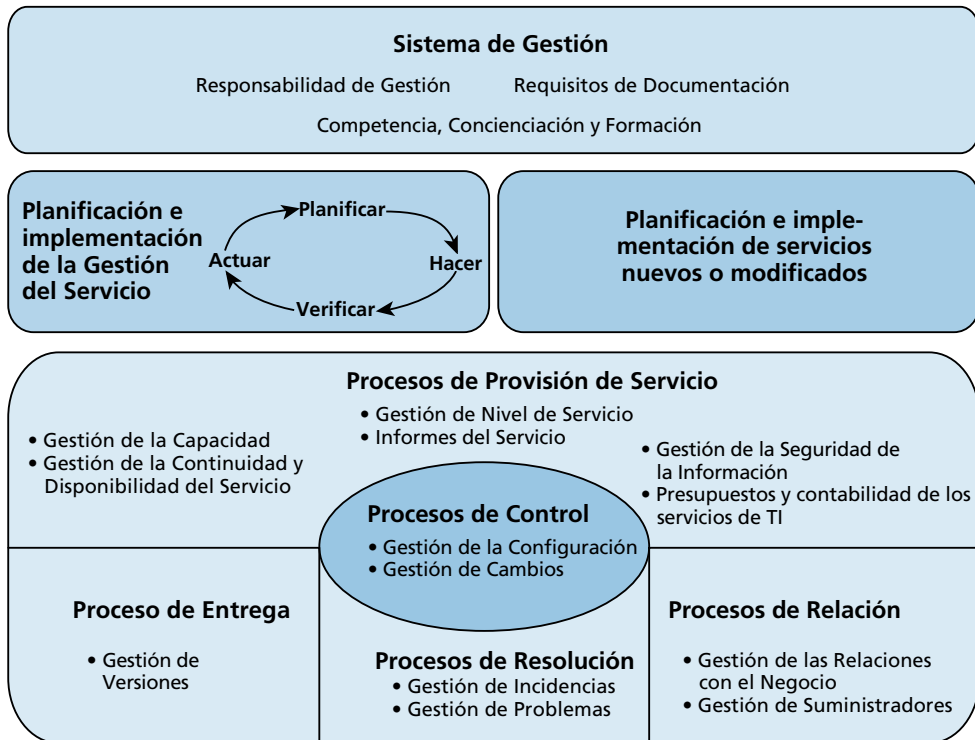 Sistema de Gestión
Responsabilidad de Gestión
Requisitos de Documentación
Competencia, Concienciación y Formación
Planificación e
implementación
de la Gestión
del Servicio
Planificar
Actuar
Hacer
Verificar
Planificación e imple-
mentación de servicios
nuevos o modificados
Procesos de Provisión de Servicio
• Gestión de la Capacidad
• Gestión de la Continuidad y
Disponibilidad del Servicio
• Gestión de Nivel de Servicio
• Informes del Servicio
• Gestión de la Seguridad de
la Información
• Presupuestos y contabilidad de los
servicios de TI
Procesos de Control
• Gestión de la Configuración
• Gestión de Cambios
Proceso de Entrega
• Gestión de
Versiones
Procesos de Resolución
• Gestión de Incidencias
• Gestión de Problemas
Procesos de Relación
• Gestión de las Relaciones
con el Negocio
• Gestión de Suministradores